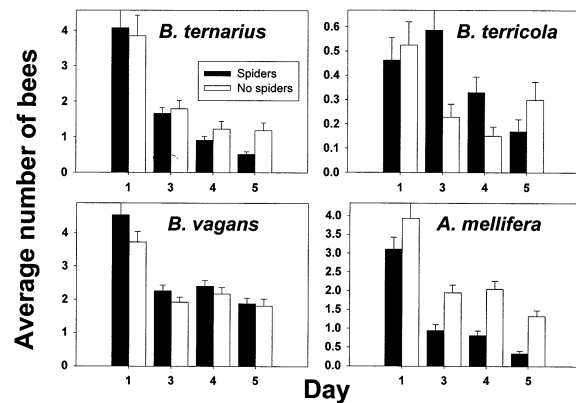 Average number of bees
B. ternarius
Spiders
No spiders
4
3
2
1
0
1 3 4 5
B. terricola
0.6
0.5
0.4
0.3
0.2
0.1
0.0
1 3 4 5
B. vagans
4
3
2
1
0
1 3 4 5
A. mellifera
4.0
3.5
3.0
2.5
2.0
1.5
1.0
0.5
0.0
1 3 4 5
Day